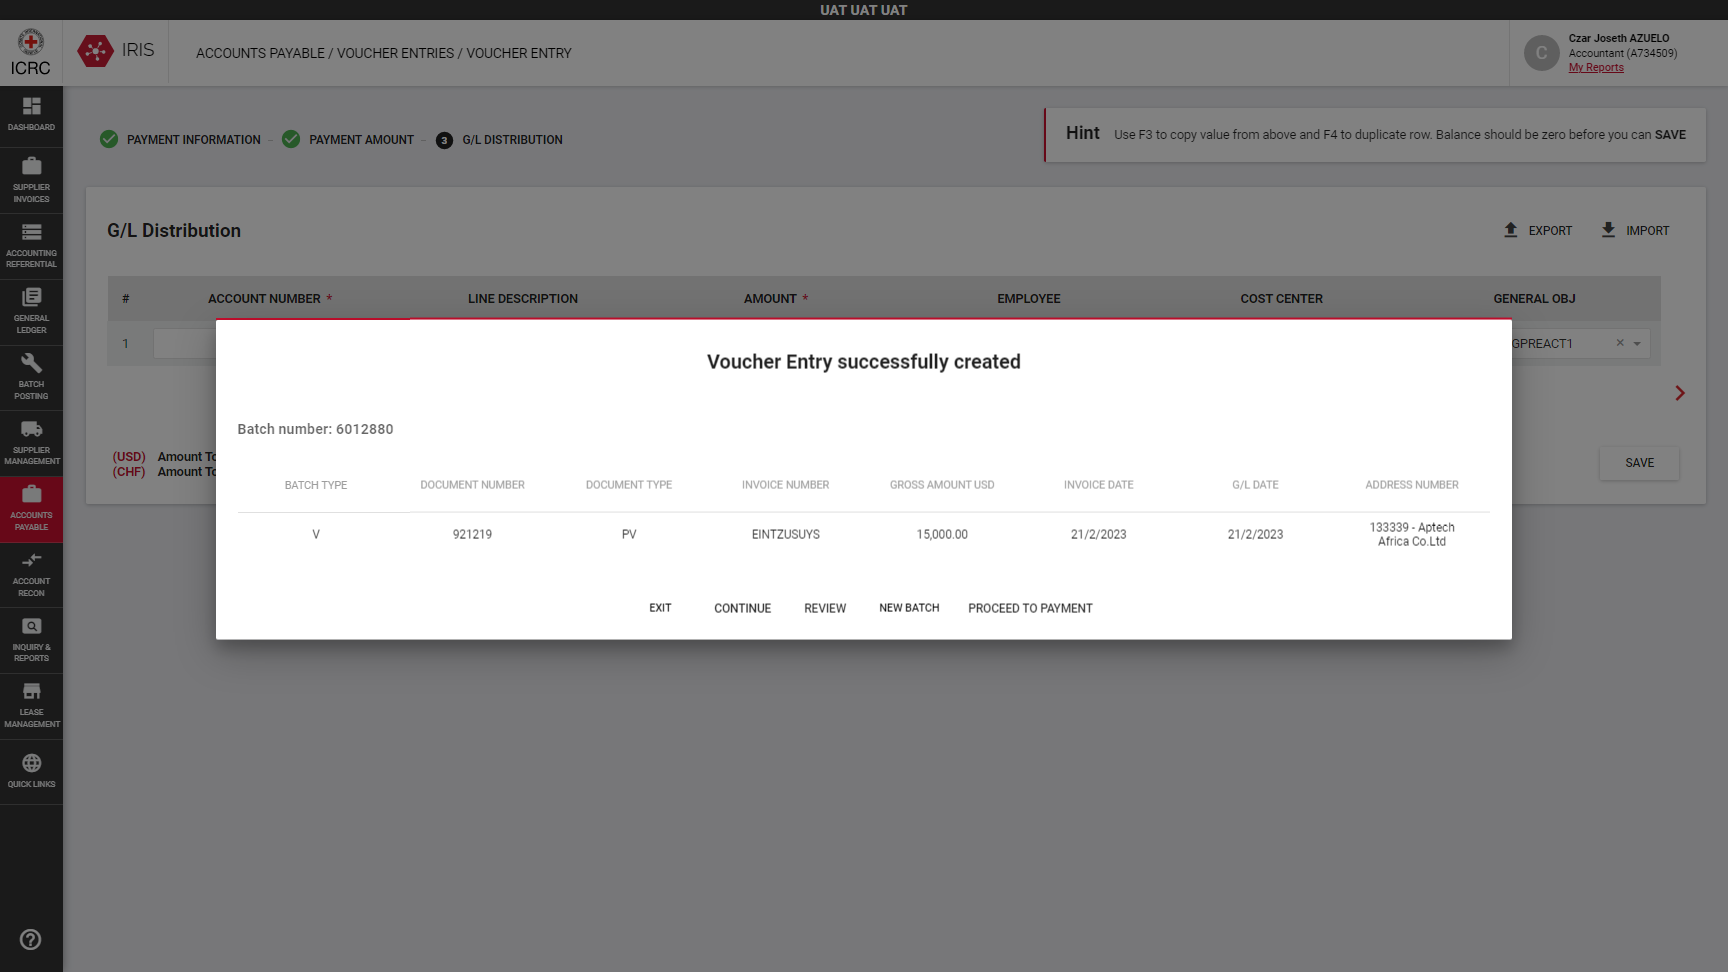 UAT UAT UAT
ICRC
IRIS
ACCOUNTS PAYABLE / VOUCHER ENTRIES / VOUCHER ENTRY
C
Czar Joseth AZUELO
Accountant (A734509)
My Reports
DASHBOARD
SUPPLIER
INVOICES
ACCOUNTING
REFERENTIAL
GENERAL
LEDGER
BATCH
POSTING
SUPPLIER
MANAGEMENT
ACCOUNTS
PAYABLE
ACCOUNT
RECON
INQUIRY &
REPORTS
LEASE
MANAGEMENT
QUICK LINKS
PAYMENT INFORMATION
PAYMENT AMOUNT
3 G/L DISTRIBUTION
Hint Use F3 to copy value from above and F4 to duplicate row. Balance should be zero before you can SAVE
G/L Distribution
EXPORT IMPORT
# ACCOUNT NUMBER * LINE DESCRIPTION AMOUNT * EMPLOYEE COST CENTER GENERAL OBJ
1 GPREACT1 ×
(USD) Amount To
(CHF) Amount To
SAVE
Voucher Entry successfully created
Batch number: 6012880
BATCH TYPE DOCUMENT NUMBER DOCUMENT TYPE INVOICE NUMBER GROSS AMOUNT USD INVOICE DATE G/L DATE ADDRESS NUMBER
V 921219 PV EINTZUSUYS 15,000.00 21/2/2023 21/2/2023 133339 - Aptech
Africa Co.Ltd
EXIT CONTINUE REVIEW NEW BATCH PROCEED TO PAYMENT